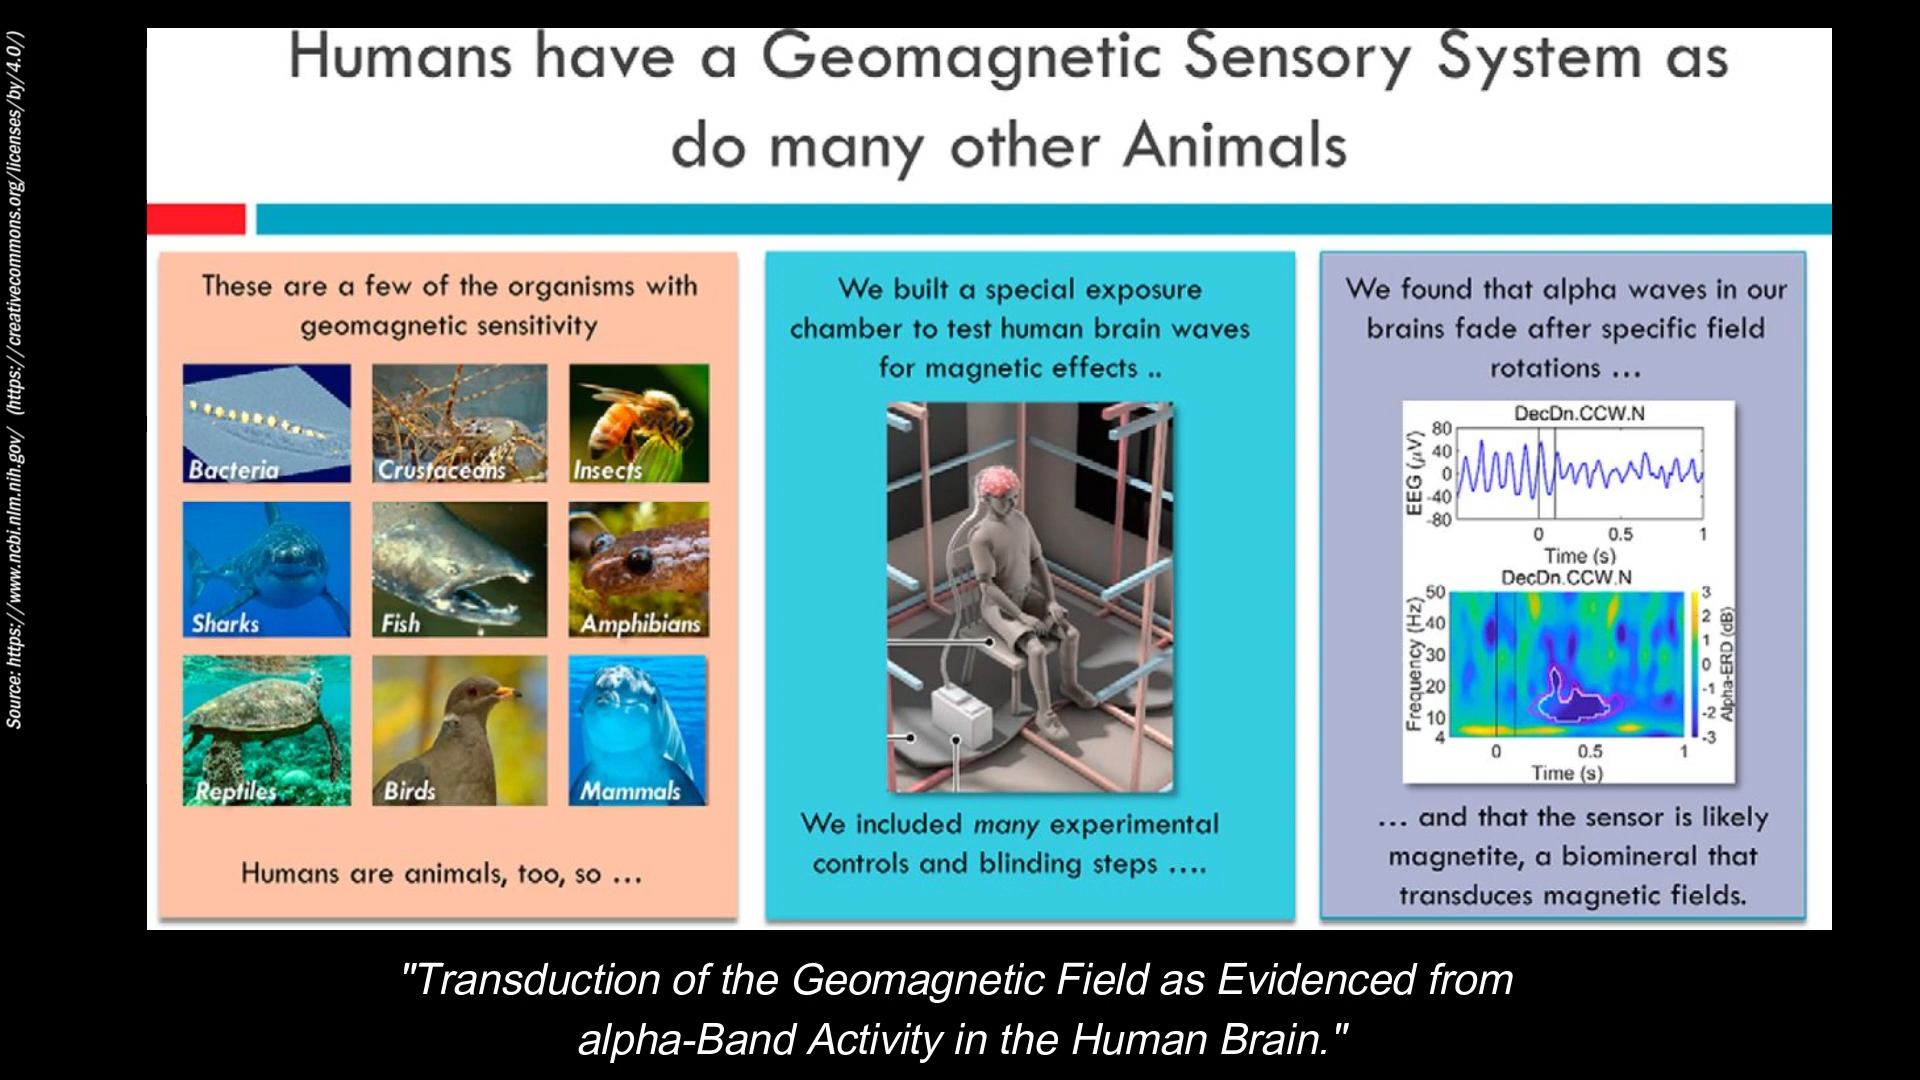 Humans have a Geomagnetic Sensory System as
do many other Animals
These are a few of the organisms with
geomagnetic sensitivity
Bacteria
Crustaceans
Insects
Sharks
Fish
Amphibians
Reptiles
Birds
Mammals
Humans are animals, too, so ...
We built a special exposure
chamber to test human brain waves
for magnetic effects ..
We included many experimental
controls and blinding steps ....
We found that alpha waves in our
brains fade after specific field
rotations ...
DecDn.CCW.N
EEG (µV)
80
40
0
-40
-80
0 0.5 1
Time (s)
DecDn.CCW.N
Frequency (Hz)
50
40
30
20
10
4
0 0.5 1
Time (s)
3
2
1
0
-1
-2
-3
Alpha-ERD (dB)
... and that the sensor is likely
magnetite, a biomineral that
transduces magnetic fields.
"Transduction of the Geomagnetic Field as Evidenced from
alpha-Band Activity in the Human Brain."
Source: https://www.ncbi.nlm.nih.gov/ (https://creativecommons.org/licenses/by/4.0/)